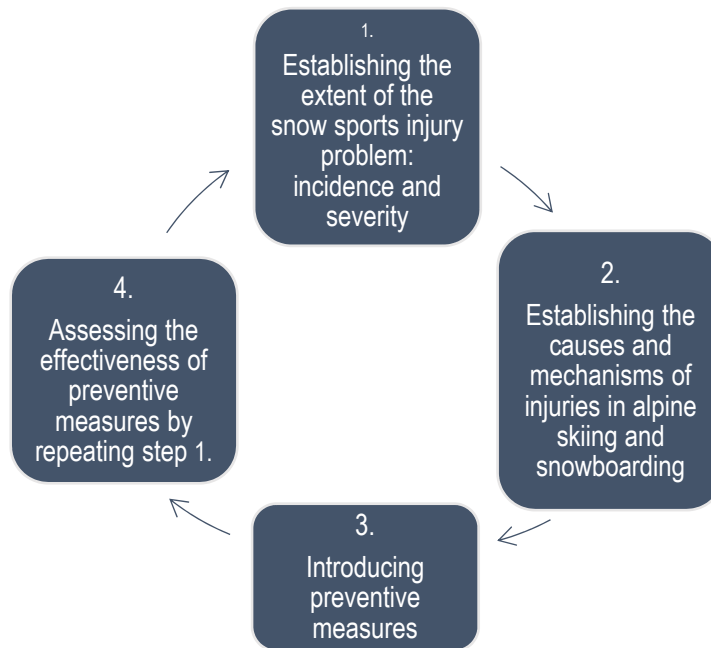 1.
Establishing the
extent of the
snow sports injury
problem:
incidence and
severity
2.
Establishing the
causes and
mechanisms of
injuries in alpine
skiing and
snowboarding
3.
Introducing
preventive
measures
4.
Assessing the
effectiveness of
preventive
measures by
repeating step 1.